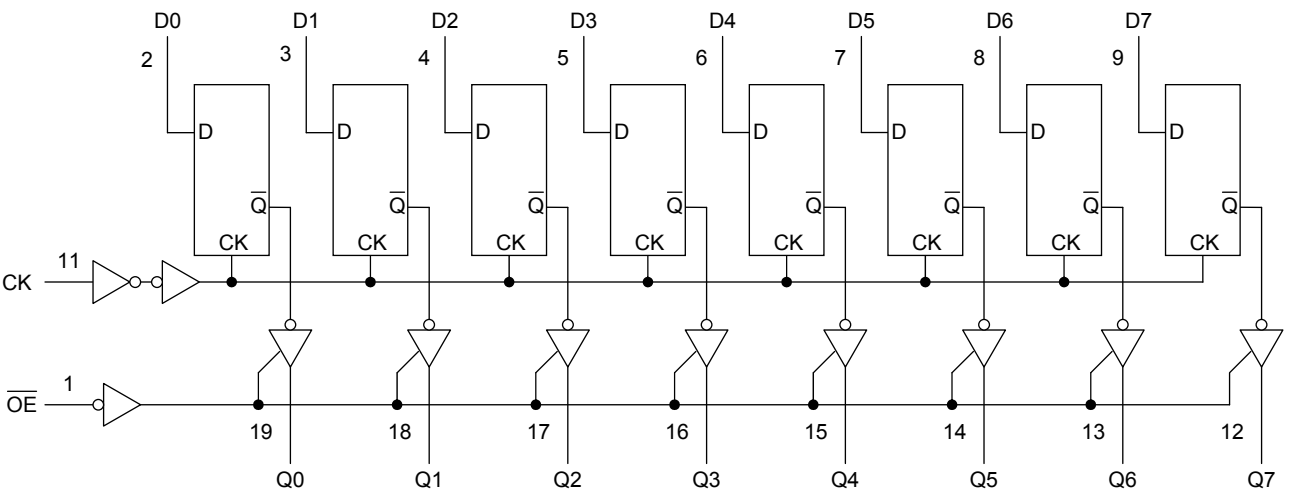 D0 D1 D2 D3 D4 D5 D6 D7
2 3 4 5 6 7 8 9
D D D D D D D D
Q̅ Q̅ Q̅ Q̅ Q̅ Q̅ Q̅ Q̅
CK CK CK CK CK CK CK CK
11
CK
1
O̅E̅
19 18 17 16 15 14 13 12
Q0 Q1 Q2 Q3 Q4 Q5 Q6 Q7